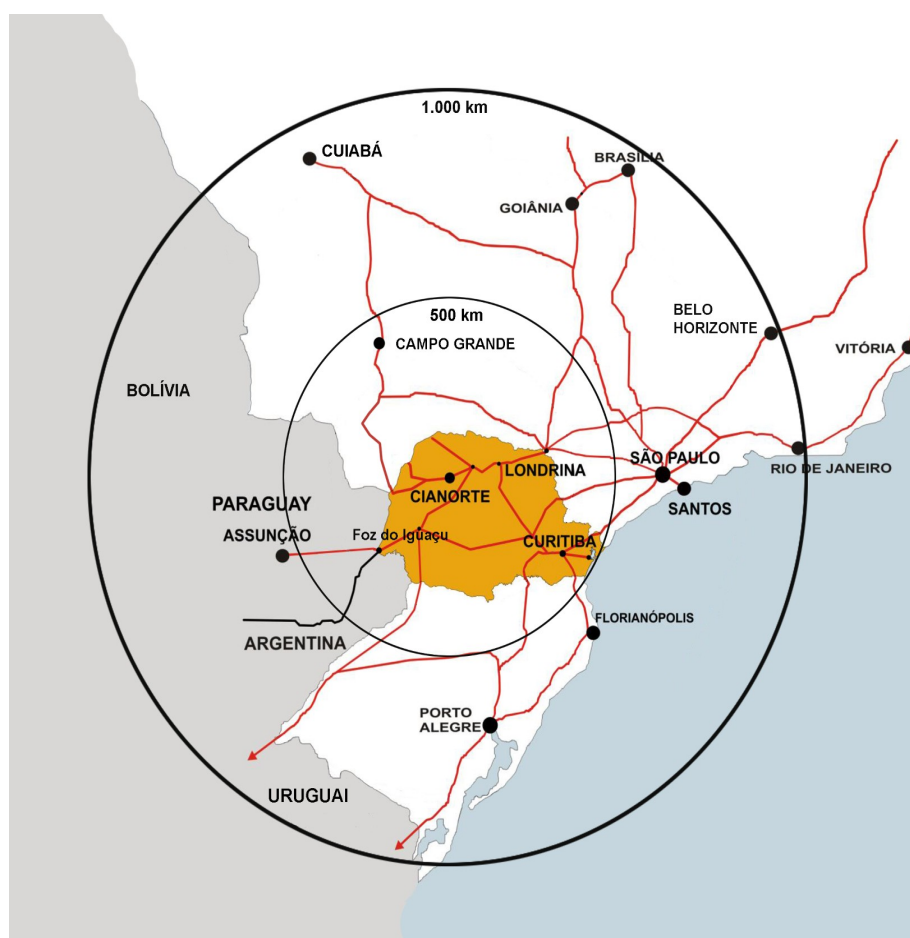 1.000 km
CUIABÁ
BRASÍLIA
GOIÂNIA
500 km
BELO
HORIZONTE
CAMPO GRANDE
VITÓRIA
BOLÍVIA
SÃO PAULO
LONDRINA
RIO DE JANEIRO
CIANORTE
PARAGUAY
SANTOS
ASSUNÇÃO
Foz do Iguaçu
CURITIBA
FLORIANÓPOLIS
ARGENTINA
PORTO
ALEGRE
URUGUAI